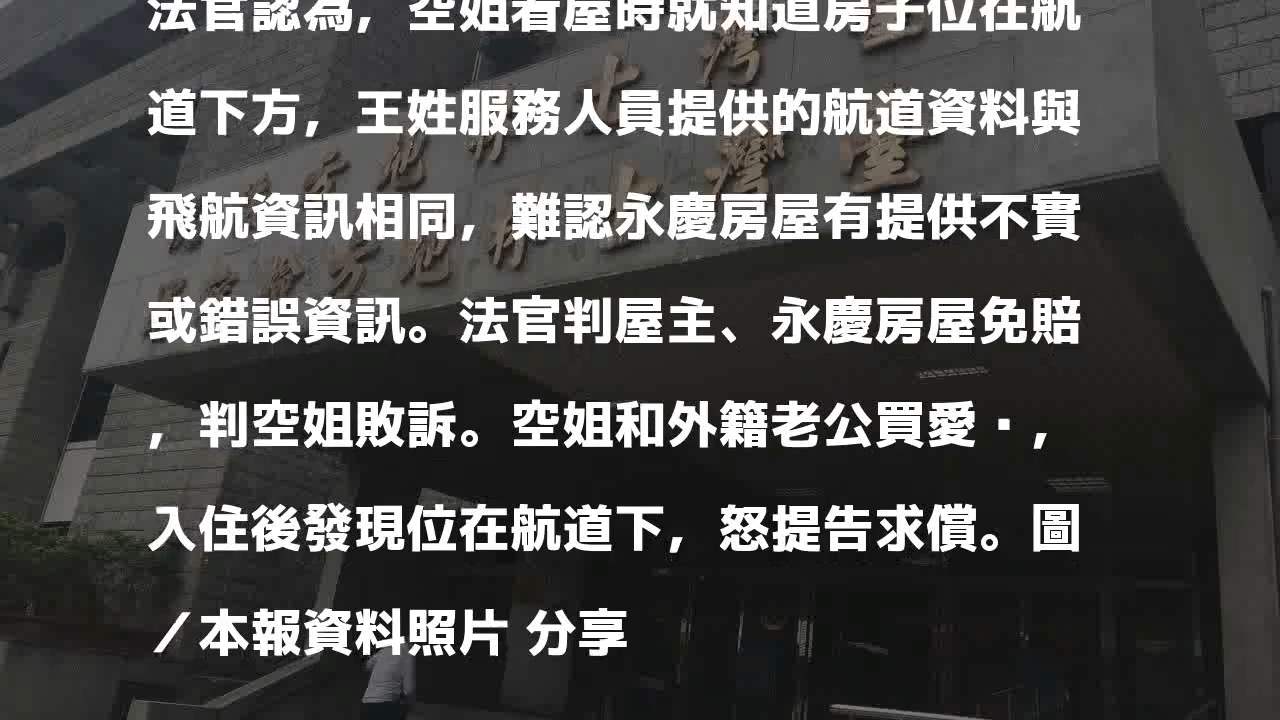 法官認為，空姐看屋時就知道房子位在航
道下方，王姓服務人員提供的航道資料與
飛航資訊相同，難認永慶房屋有提供不實
或錯誤資訊。法官判屋主、永慶房屋免賠
，判空姐敗訴。空姐和外籍老公買愛▪，
入住後發現位在航道下，怒提告求償。圖
／本報資料照片 分享